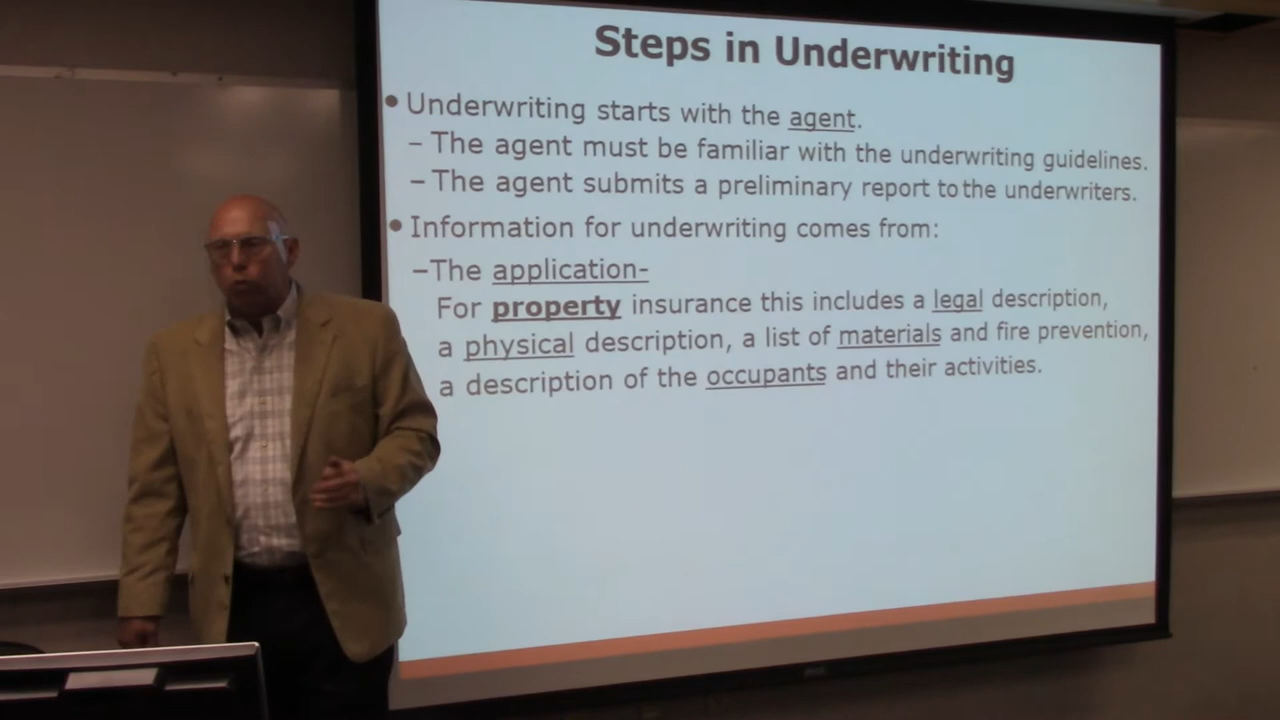 Steps in Underwriting
• Underwriting starts with the agent.
– The agent must be familiar with the underwriting guidelines.
– The agent submits a preliminary report to the underwriters.
• Information for underwriting comes from:
–The application-
For property insurance this includes a legal description,
a physical description, a list of materials and fire prevention,
a description of the occupants and their activities.